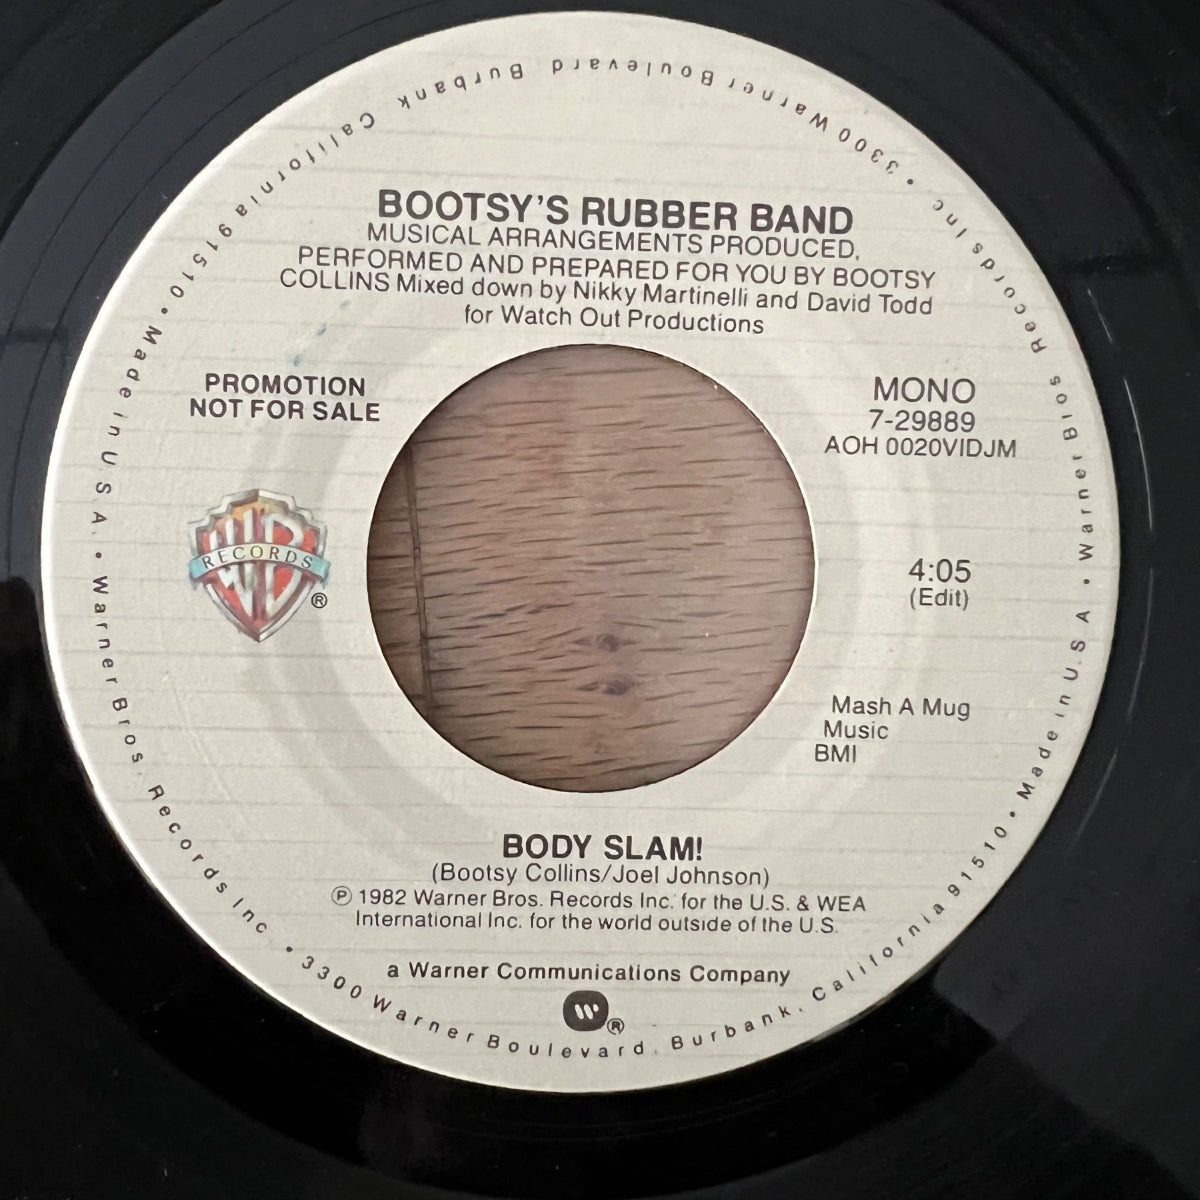 BOOTSY'S RUBBER BAND
MUSICAL ARRANGEMENTS PRODUCED,
PERFORMED AND PREPARED FOR YOU BY BOOTSY
COLLINS Mixed down by Nikky Martinelli and David Todd
for Watch Out Productions
PROMOTION
NOT FOR SALE
MONO
7-29889
AOH 0020VIDJM
WB
RECORDS
®
4:05
(Edit)
Mash A Mug
Music
BMI
BODY SLAM!
(Bootsy Collins/Joel Johnson)
℗ 1982 Warner Bros. Records Inc. for the U.S. & WEA
International Inc. for the world outside of the U.S.
a Warner Communications Company
W ®
• Warner Bros. Records Inc • 3300 Warner Boulevard, Burbank, California 91510 • Made in U.S.A. • Warner Bros Records Inc • 3300 Warner Boulevard Burbank California 91510 • Made in U.S.A.